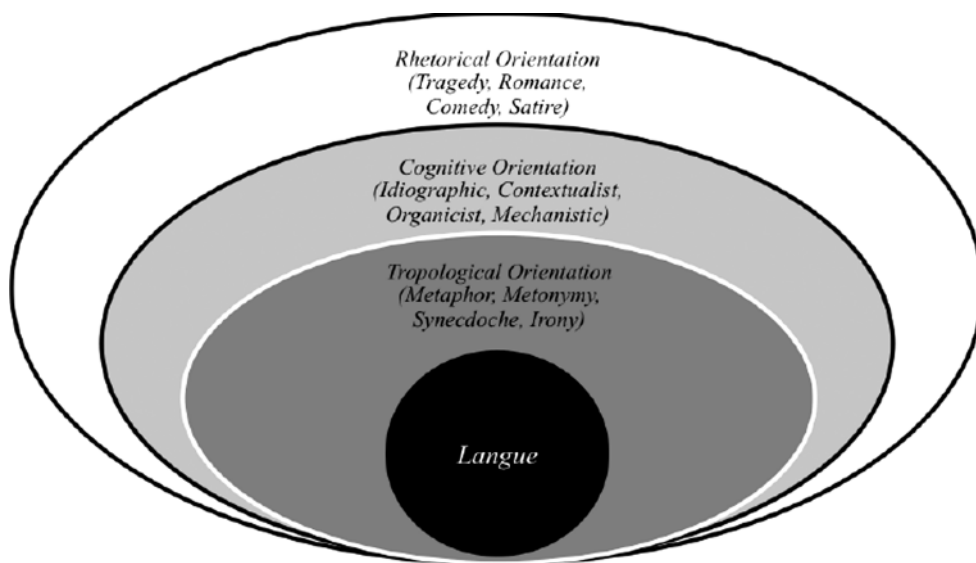 Rhetorical Orientation
(Tragedy, Romance,
Comedy, Satire)
Cognitive Orientation
(Idiographic, Contextualist,
Organicist, Mechanistic)
Tropological Orientation
(Metaphor, Metonymy,
Synecdoche, Irony)
Langue